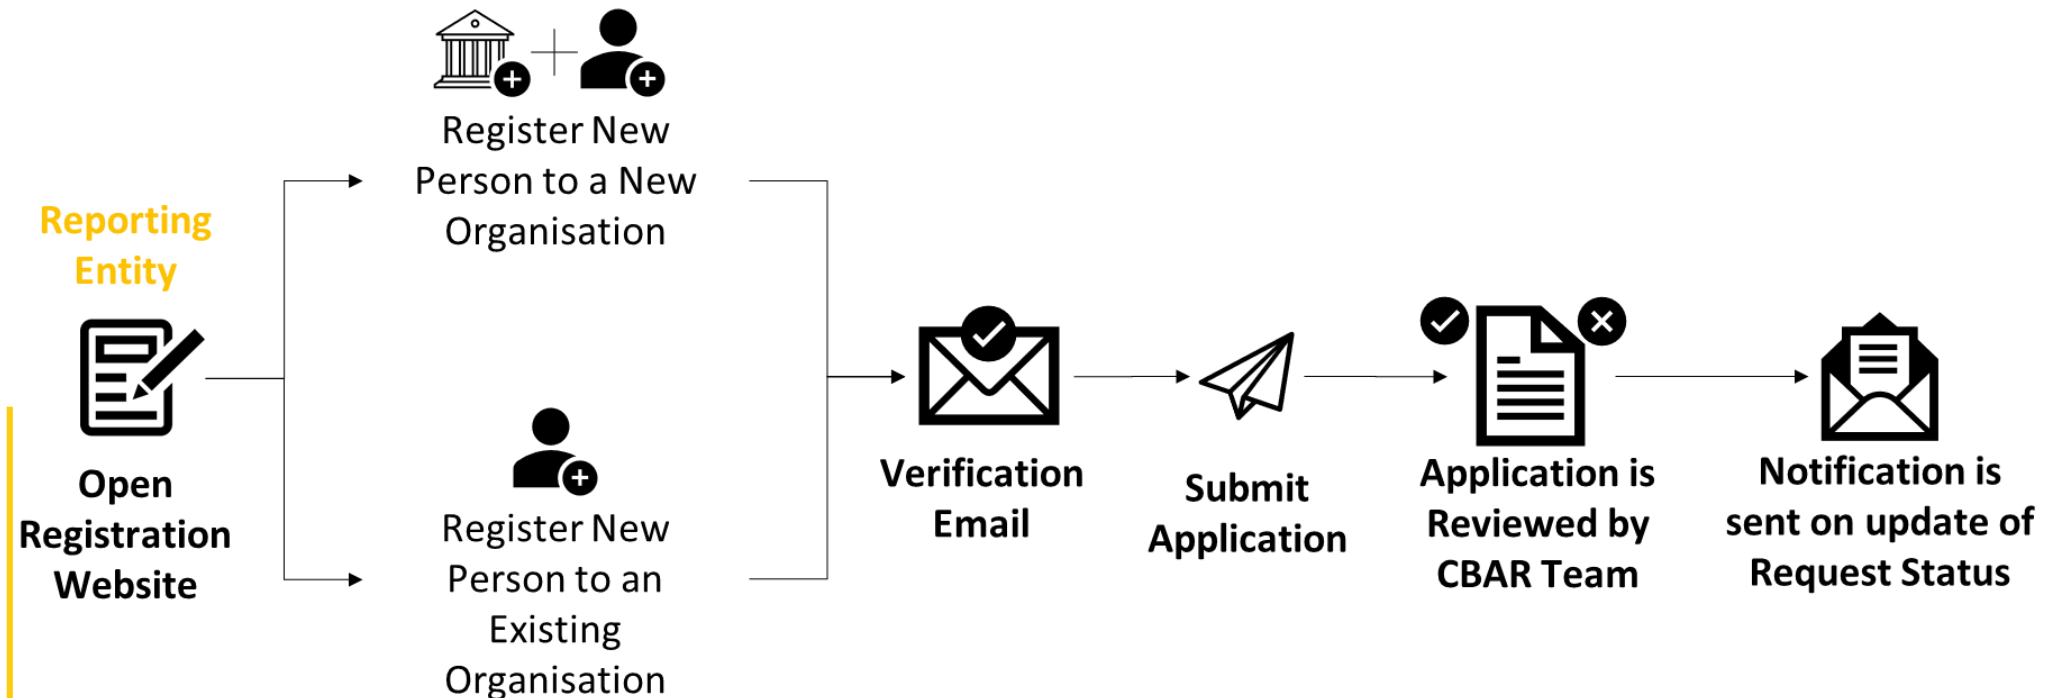 Register New
Person to a New
Organisation
Reporting
Entity
Open
Registration
Website
Register New
Person to an
Existing
Organisation
Verification
Email
Submit
Application
Application is
Reviewed by
CBAR Team
Notification is
sent on update of
Request Status